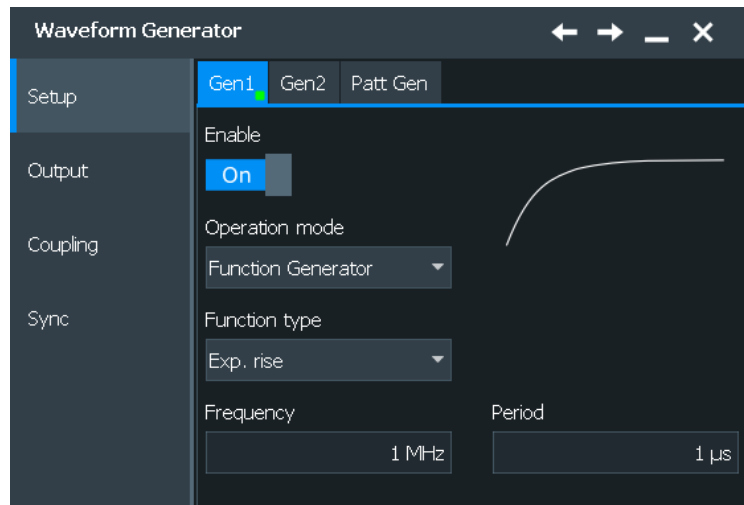 Waveform Generator
Setup
Output
Coupling
Sync
Gen1 Gen2 Patt Gen
Enable
On
Operation mode
Function Generator
Function type
Exp. rise
Frequency Period
1 MHz 1 µs